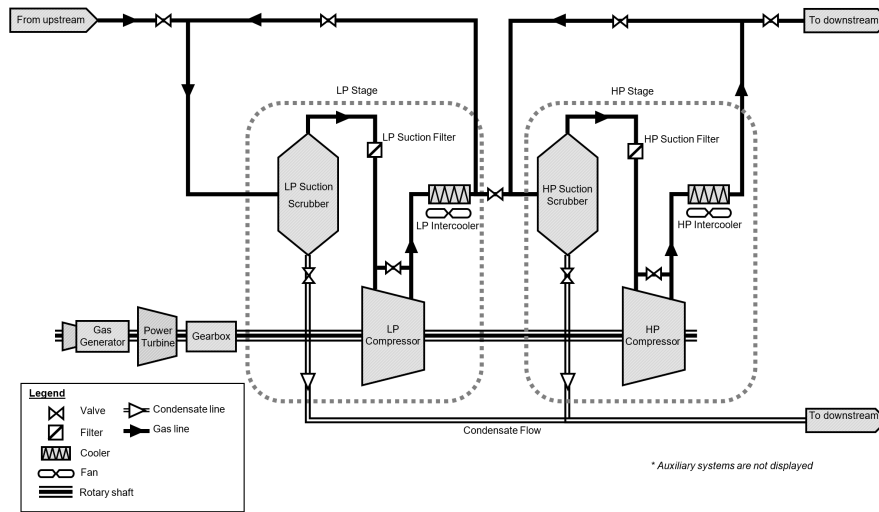 From upstream
To downstream
LP Stage
HP Stage
LP Suction Filter
HP Suction Filter
LP Suction
Scrubber
HP Suction
Scrubber
LP Intercooler
HP Intercooler
Gas
Generator
Power
Turbine
Gearbox
LP
Compressor
HP
Compressor
Legend
Valve
Condensate line
Filter
Gas line
Cooler
Fan
Rotary shaft
Condensate Flow
To downstream
* Auxiliary systems are not displayed